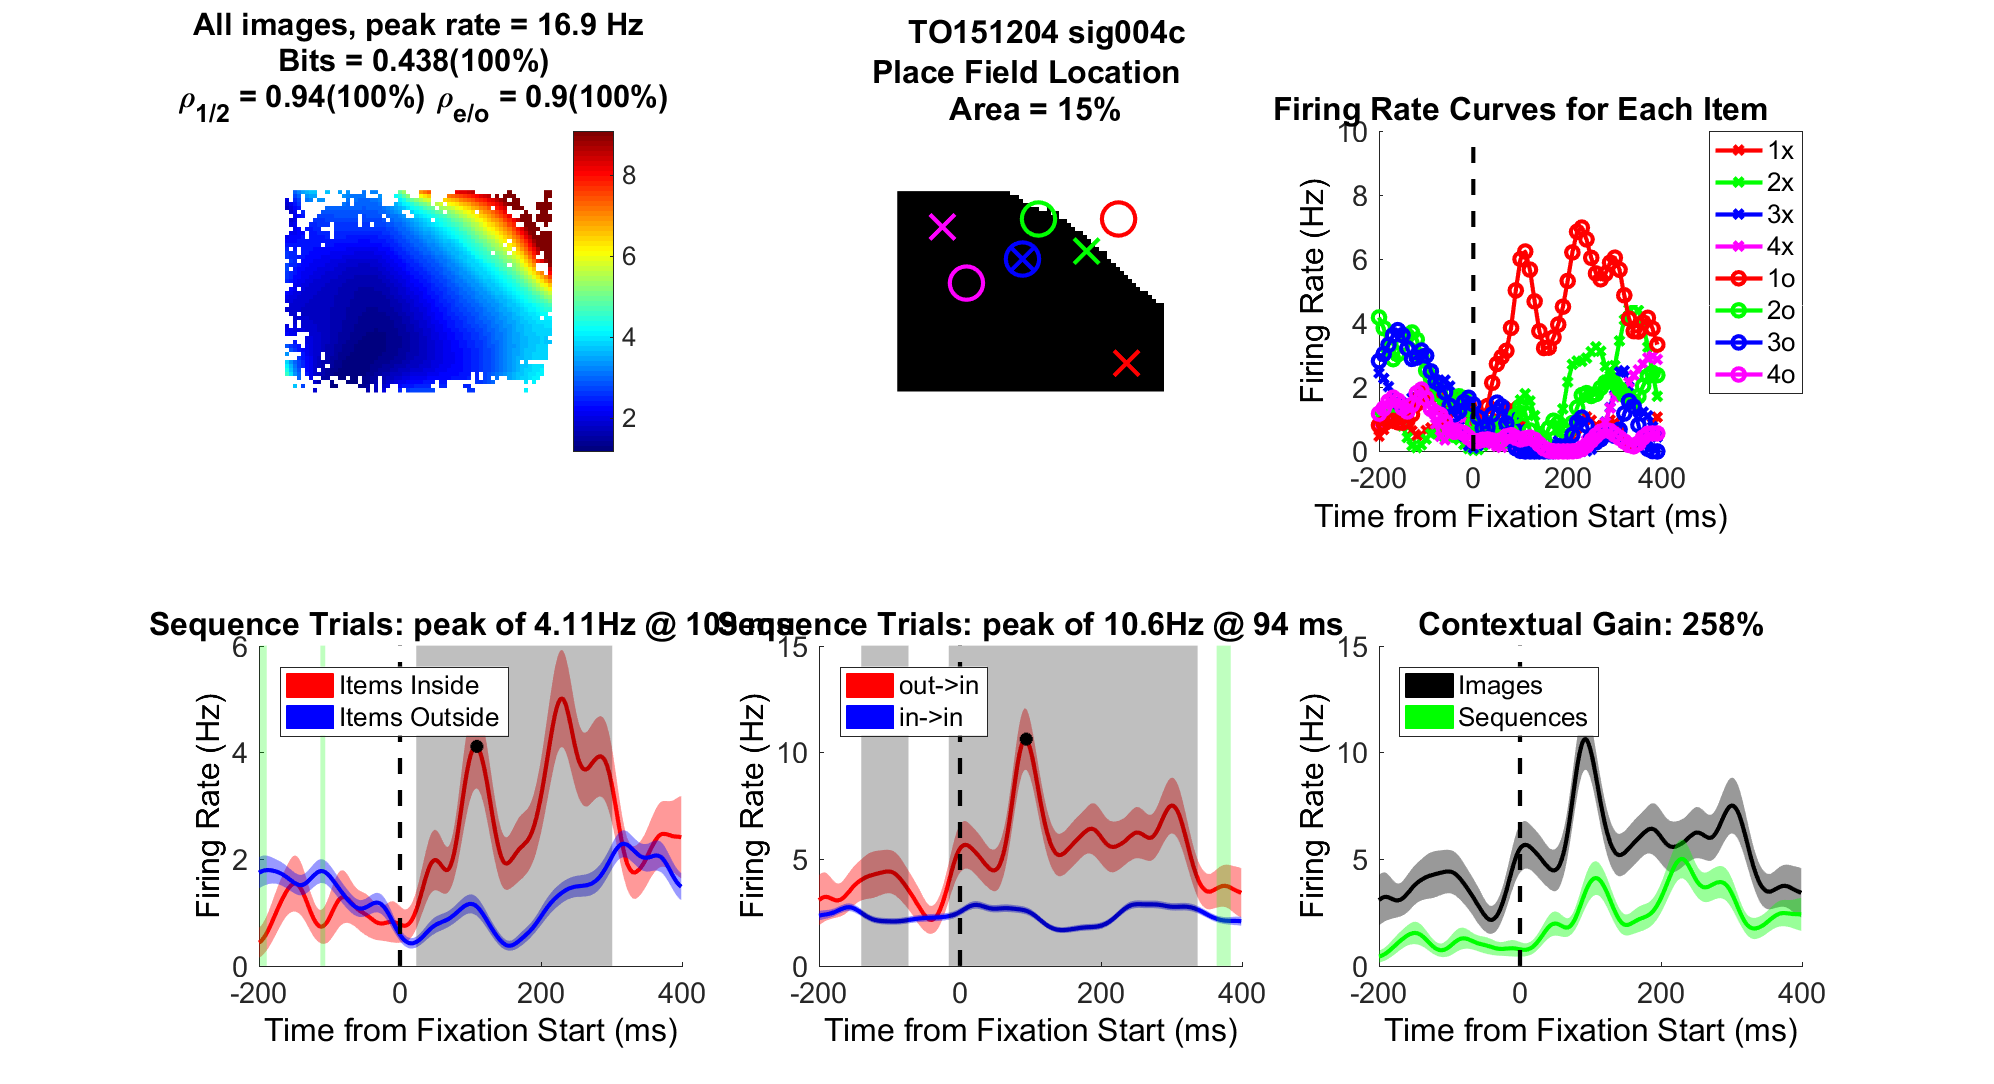 All images, peak rate = 16.9 Hz
Bits = 0.438(100%)
ρ1/2 = 0.94(100%) ρe/o = 0.9(100%)
8
6
4
2
TO151204 sig004c
Place Field Location
Area = 15%
Firing Rate Curves for Each Item
10
8
6
4
2
0
Firing Rate (Hz)
-200 0 200 400
Time from Fixation Start (ms)
1x
2x
3x
4x
1o
2o
3o
4o
Sequence Trials: peak of 4.11Hz @ 109 ms
6
4
2
0
Firing Rate (Hz)
Items Inside
Items Outside
-200 0 200 400
Time from Fixation Start (ms)
Sequence Trials: peak of 10.6Hz @ 94 ms
15
10
5
0
Firing Rate (Hz)
out->in
in->in
-200 0 200 400
Time from Fixation Start (ms)
Contextual Gain: 258%
15
10
5
0
Firing Rate (Hz)
Images
Sequences
-200 0 200 400
Time from Fixation Start (ms)